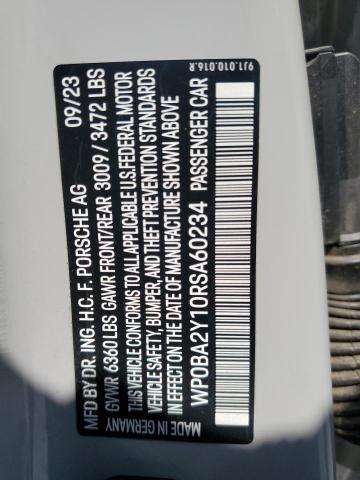 MFD BY DR. ING. H.C. F. PORSCHE AG 09/23
GVWR 6360LBS GAWR FRONT/REAR 3009 / 3472 LBS
THIS VEHICLE CONFORMS TO ALL APPLICABLE U.S.FEDERAL MOTOR
VEHICLE SAFETY, BUMPER, AND THEFT PREVENTION STANDARDS
IN EFFECT ON THE DATE OF MANUFACTURE SHOWN ABOVE
WP0BA2Y10RSA60234 PASSENGER CAR
MADE IN GERMANY
9J1.010.016.R